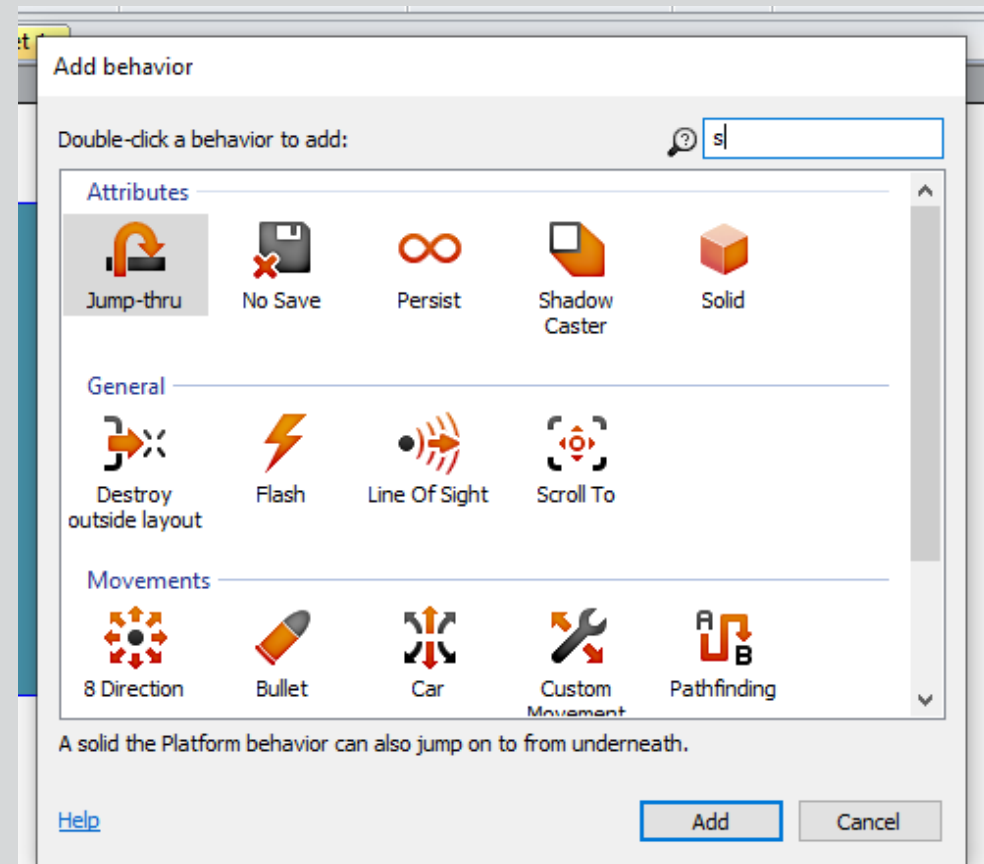 Add behavior
Double-click a behavior to add:
s
Attributes
Jump-thru
No Save
Persist
Shadow
Caster
Solid
General
Destroy
outside layout
Flash
Line Of Sight
Scroll To
Movements
8 Direction
Bullet
Car
Custom
Movement
Pathfinding
A solid the Platform behavior can also jump on to from underneath.
Help
Add
Cancel